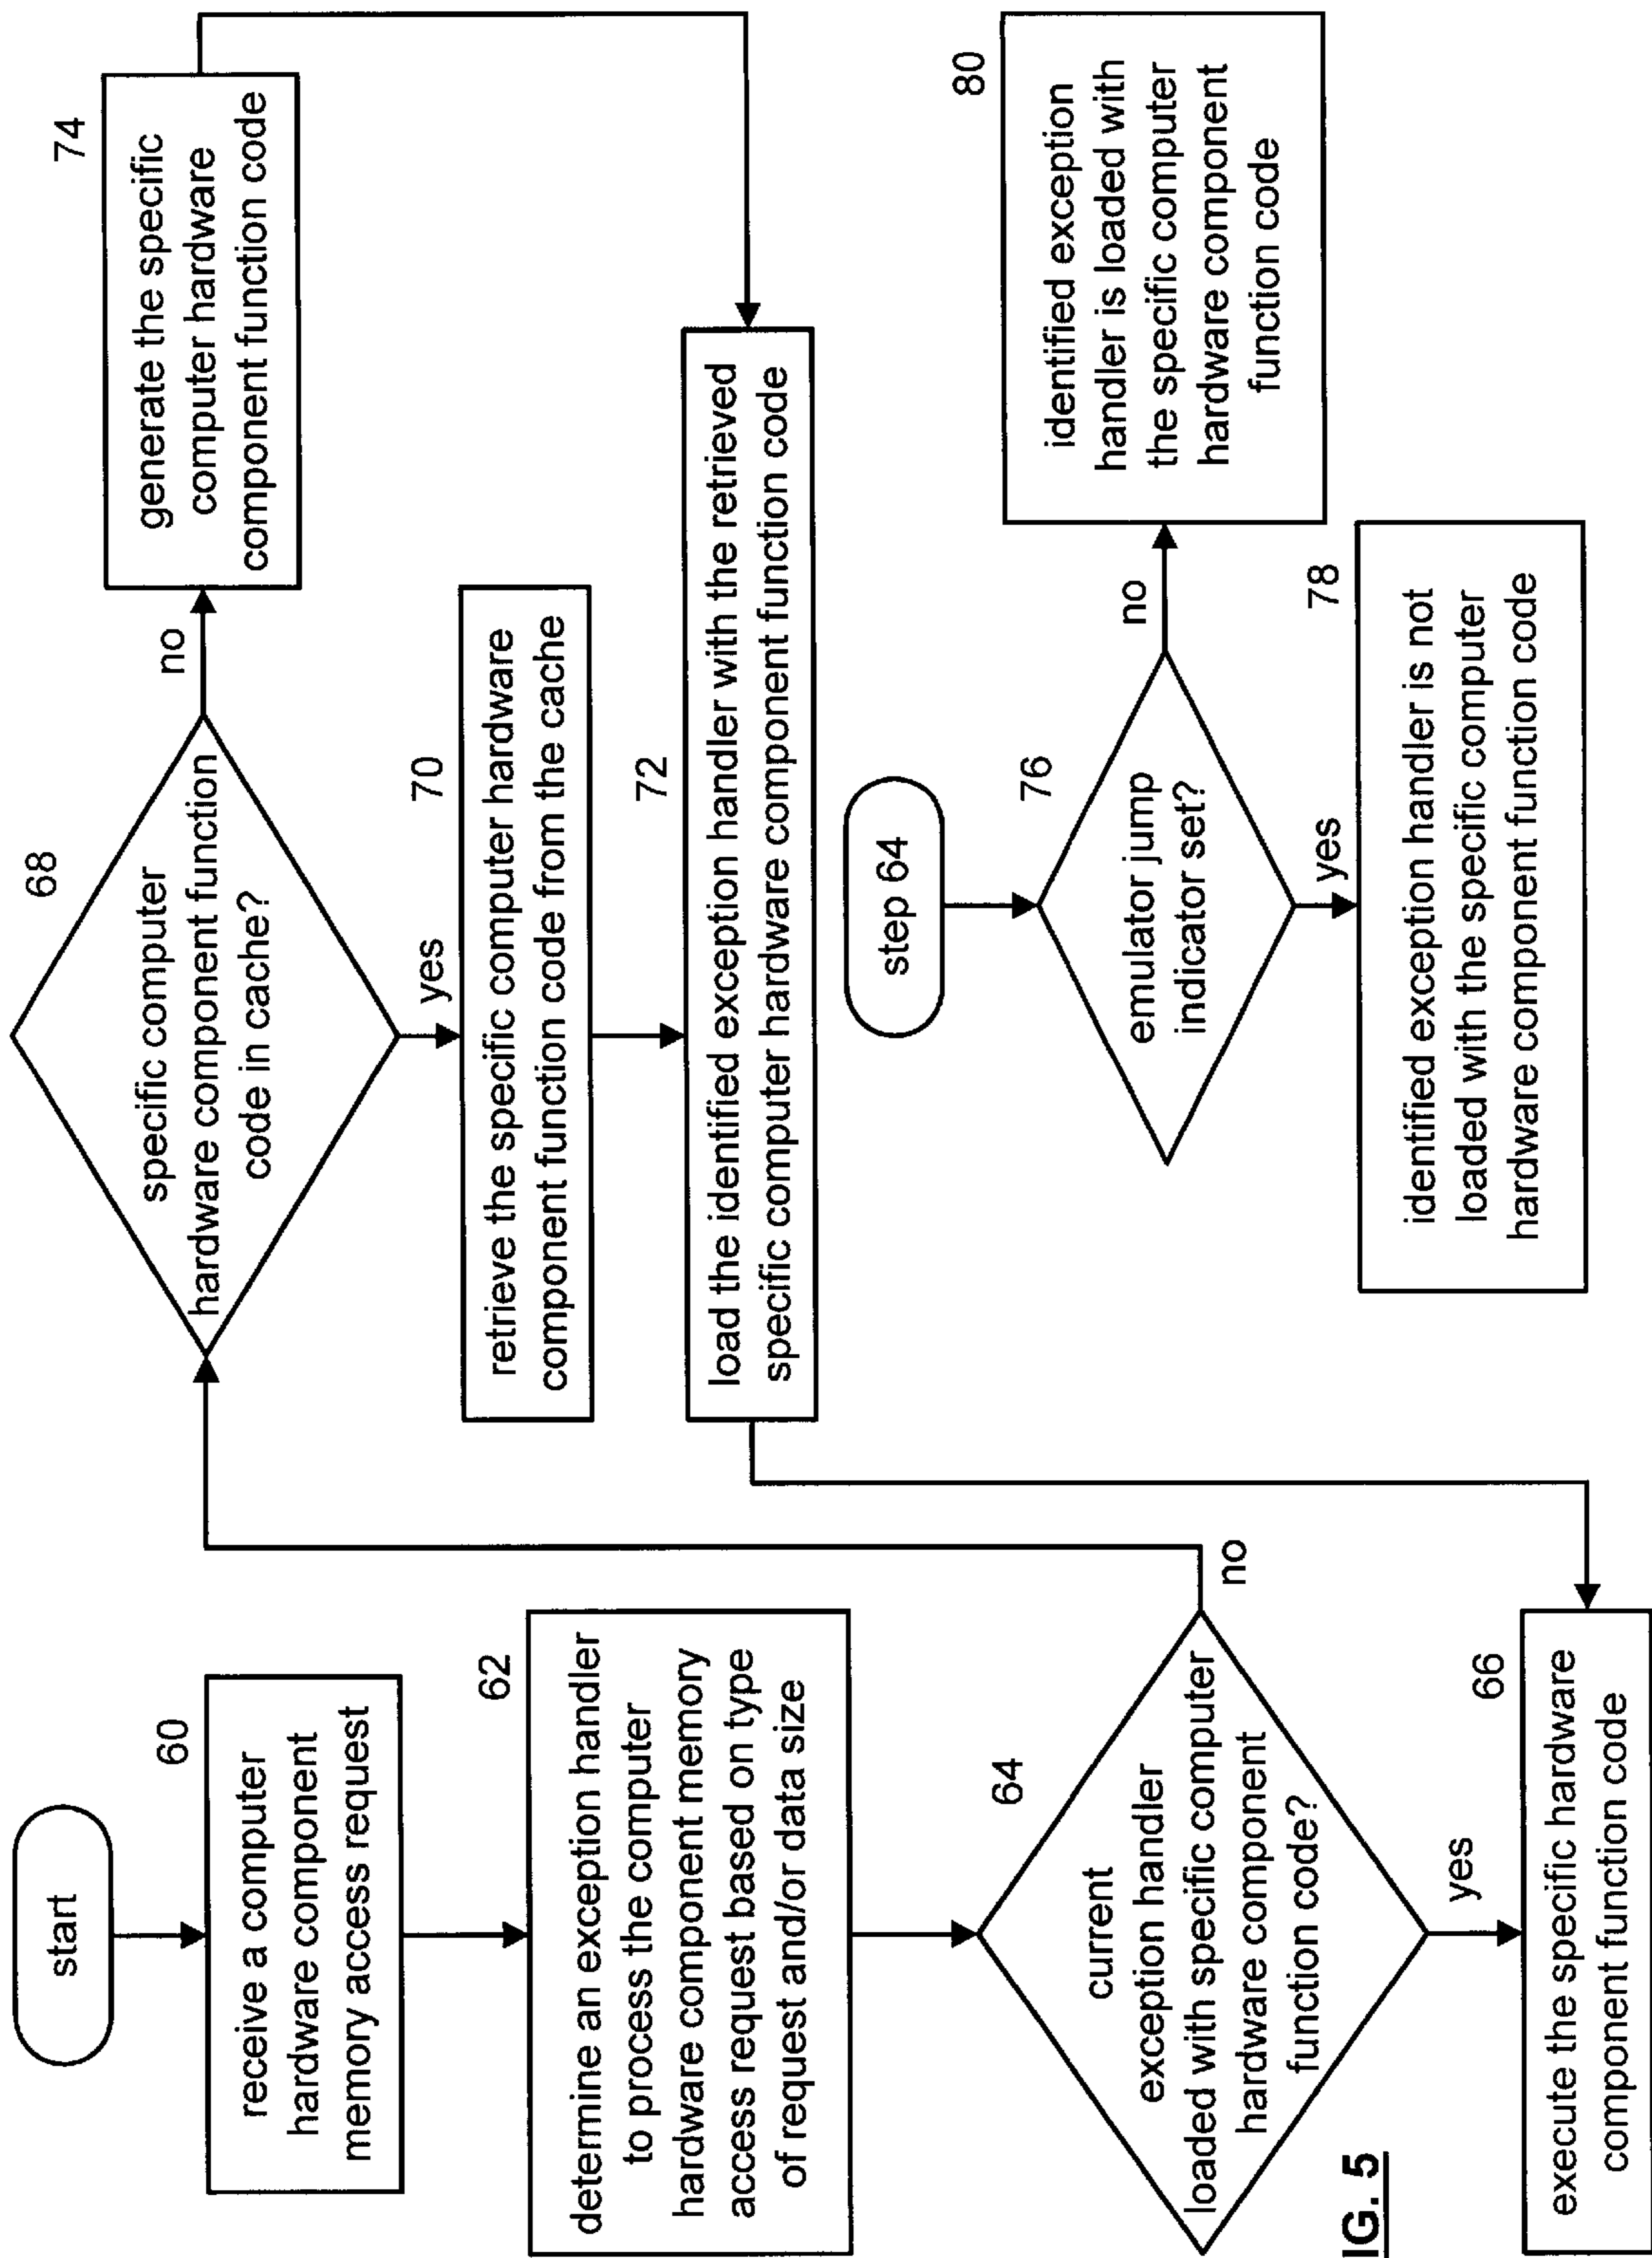 start
60
receive a computer
hardware component
memory access request
62
determine an exception handler
to process the computer
hardware component memory
access request based on type
of request and/or data size
64
current
exception handler
loaded with specific computer
hardware component
function code?
no
yes
66
execute the specific hardware
component function code
IG. 5
68
specific computer
hardware component function
code in cache?
no
yes
74
generate the specific
computer hardware
component function code
70
retrieve the specific computer hardware
component function code from the cache
72
load the identified exception handler with the retrieved
specific computer hardware component function code
step 64
76
emulator jump
indicator set?
no
yes
80
identified exception
handler is loaded with
the specific computer
hardware component
function code
78
identified exception handler is not
loaded with the specific computer
hardware component function code